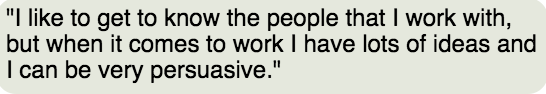 "I like to get to know the people that I work with,
but when it comes to work I have lots of ideas and
I can be very persuasive."